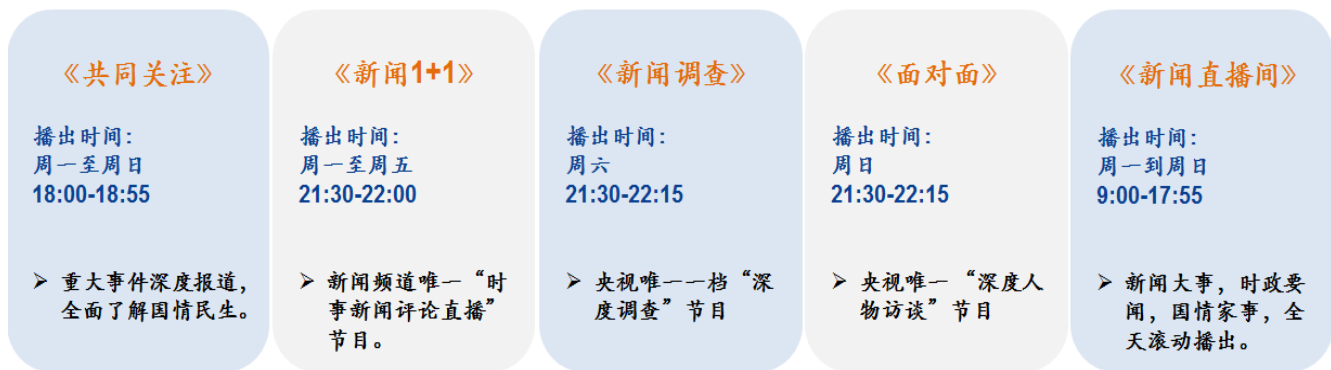 《共同关注》
播出时间：
周一至周日
18:00-18:55
➢ 重大事件深度报道，
全面了解国情民生。
《新闻1+1》
播出时间：
周一至周五
21:30-22:00
➢ 新闻频道唯一“时
事新闻评论直播”
节目。
《新闻调查》
播出时间：
周六
21:30-22:15
➢ 央视唯一一档“深
度调查”节目
《面对面》
播出时间：
周日
21:30-22:15
➢ 央视唯一“深度人
物访谈”节目
《新闻直播间》
播出时间：
周一到周日
9:00-17:55
➢ 新闻大事，时政要
闻，国情家事，全
天滚动播出。